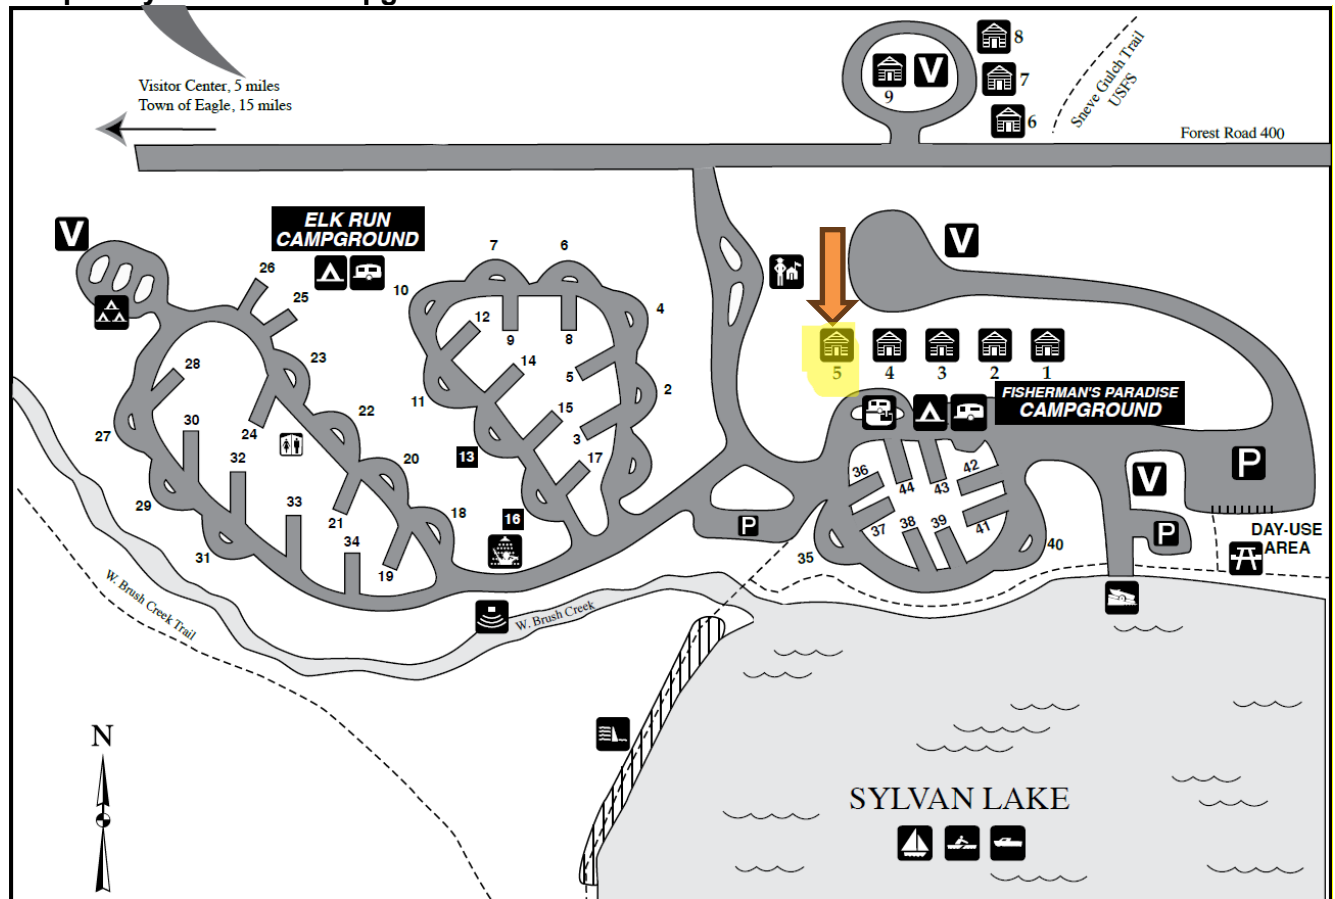 Visitor Center, 5 miles
Town of Eagle, 15 miles
9
V
8
7
6
Sneve Gulch Trail
USFS
Forest Road 400
V
ELK RUN
CAMPGROUND
26
25
10
7
6
4
12
9
8
5
2
14
11
15
3
17
13
16
23
28
22
27
30
24
32
20
29
33
21
18
31
34
19
V
5
4
3
2
1
FISHERMAN'S PARADISE
CAMPGROUND
36
44
43
42
37
38
39
41
35
40
P
V
P
P
DAY-USE
AREA
W. Brush Creek Trail
W. Brush Creek
N
SYLVAN LAKE